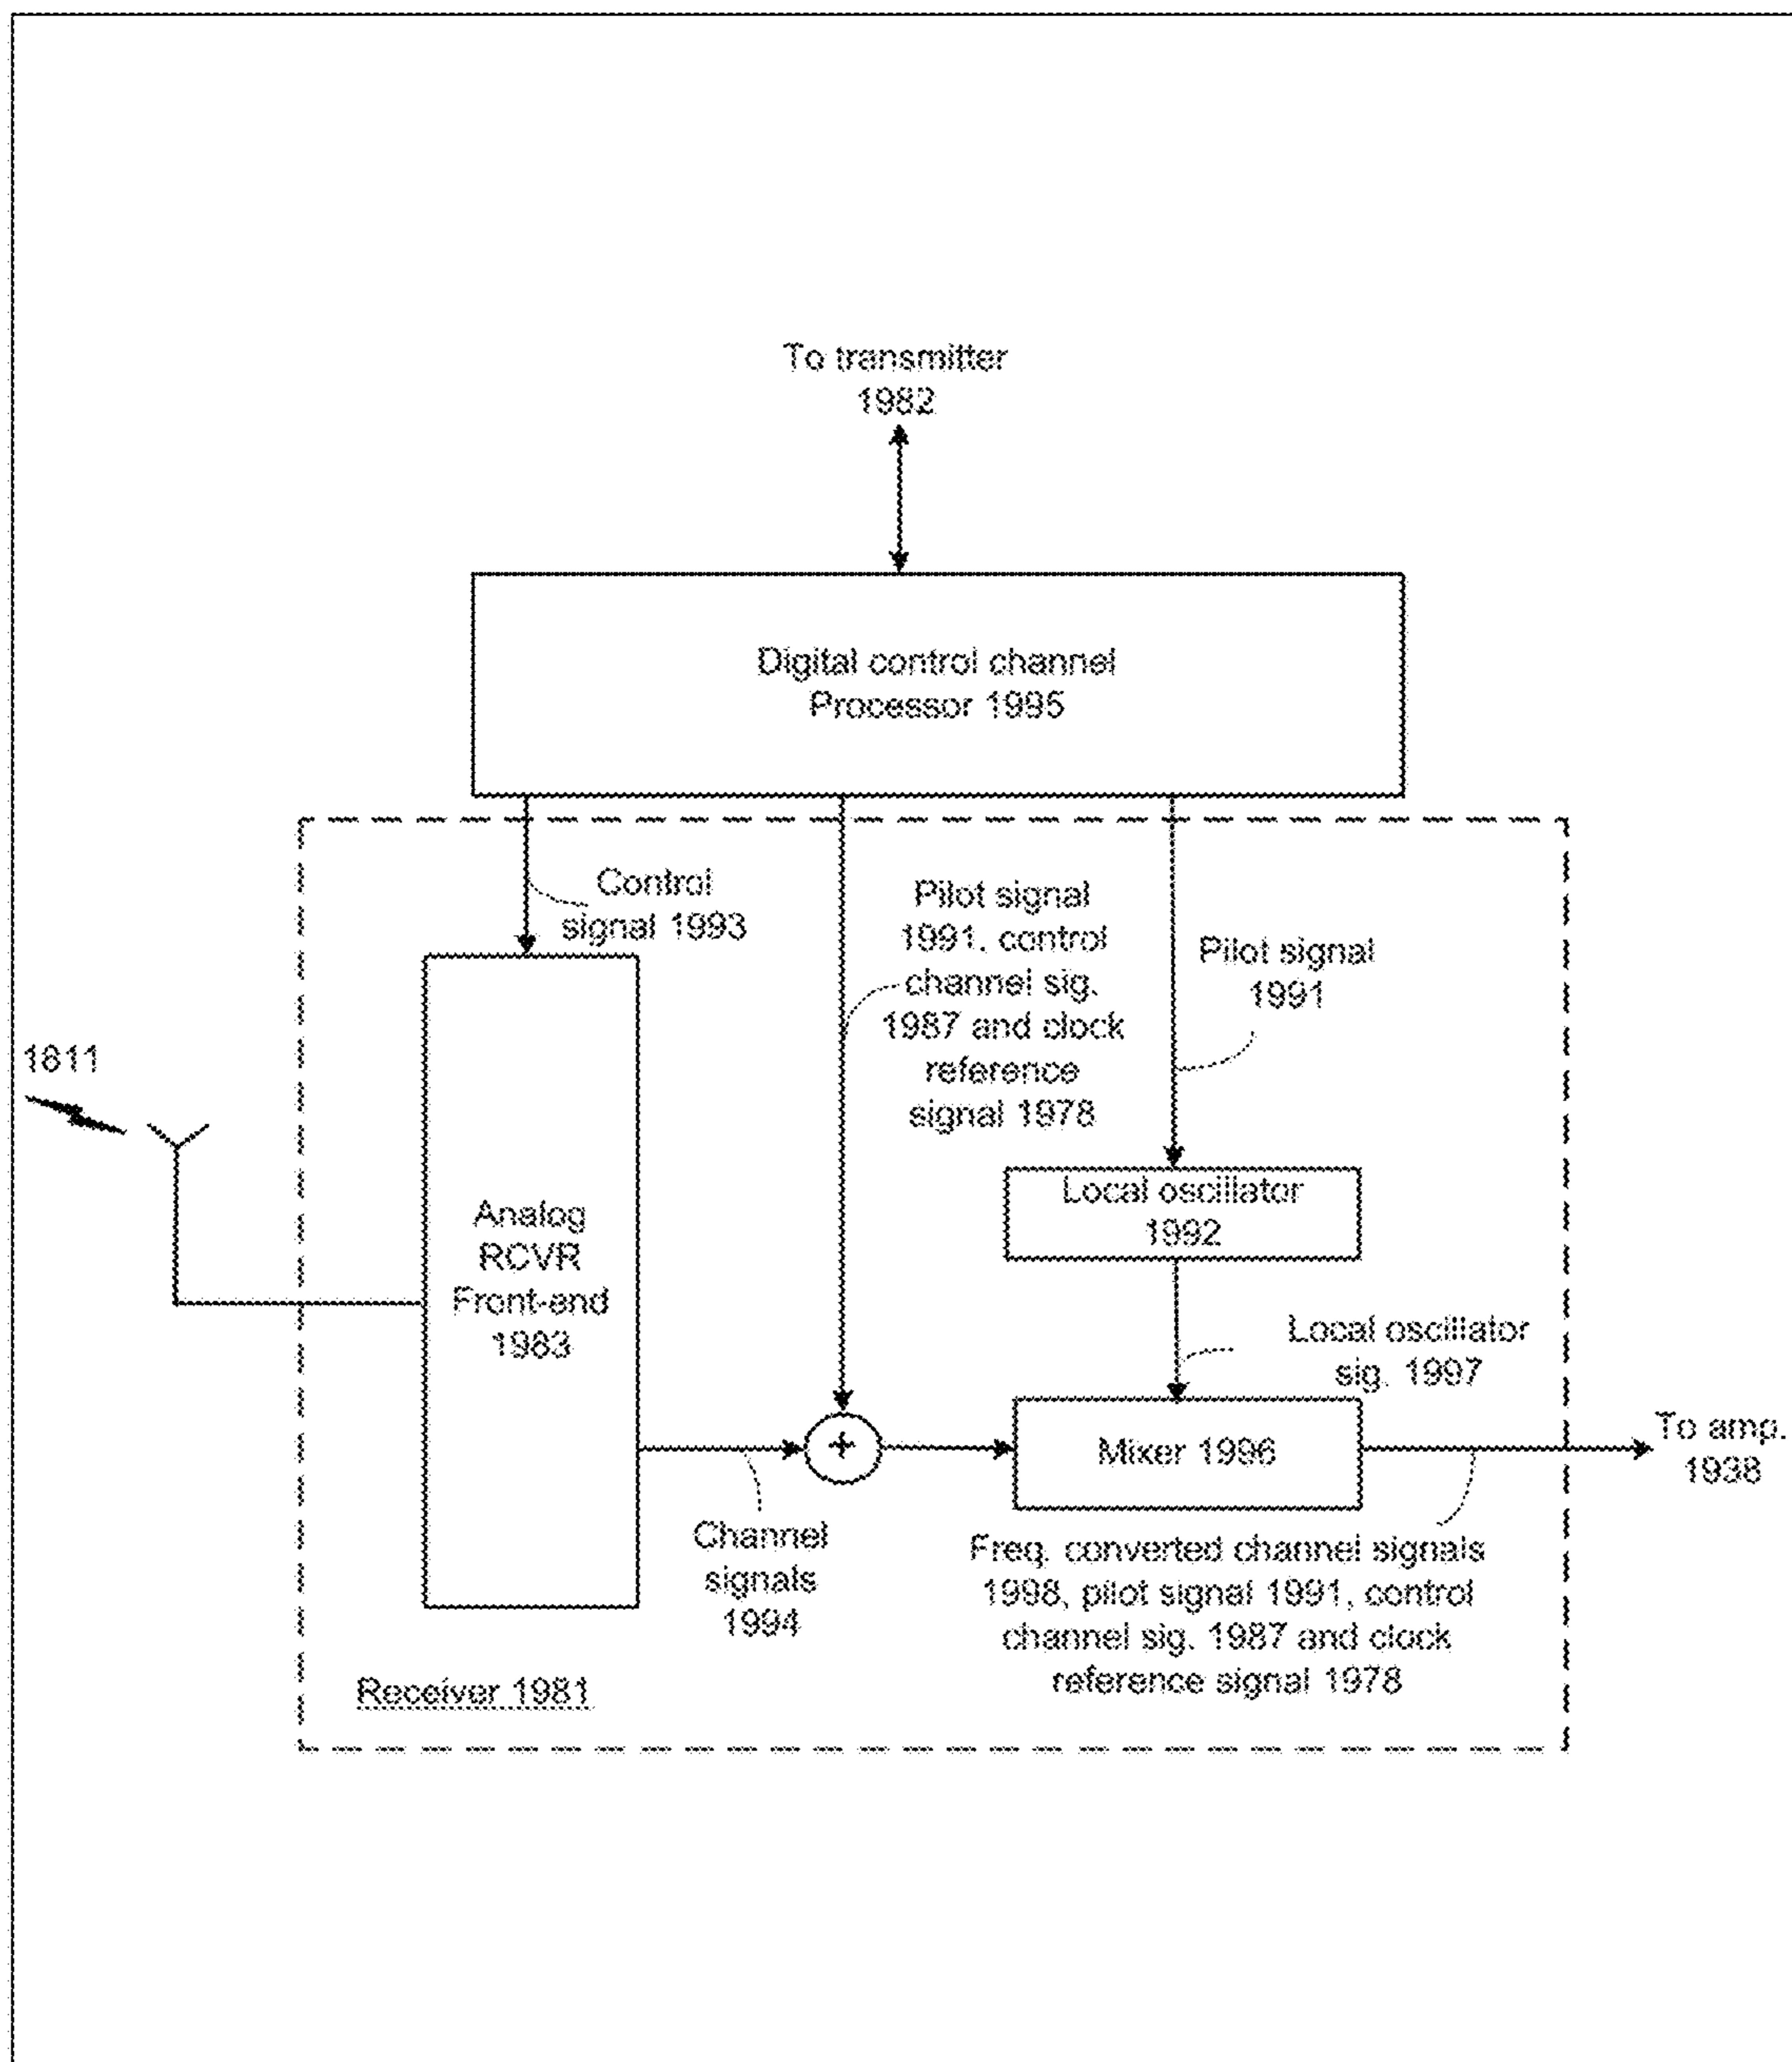 To transmitter
1982
Digital control channel
Processor 1995
Control
signal 1993
Pilot signal
1991, control
channel sig.
1987 and clock
reference
signal 1978
Pilot signal
1991
1811
Local oscillator
1992
Analog
RCVR
Front-end
1983
Local oscillator
sig. 1997
+
Mixer 1996
To amp.
1938
Channel
signals
1994
Freq. converted channel signals
1998, pilot signal 1991, control
channel sig. 1987 and clock
reference signal 1978
Receiver 1981